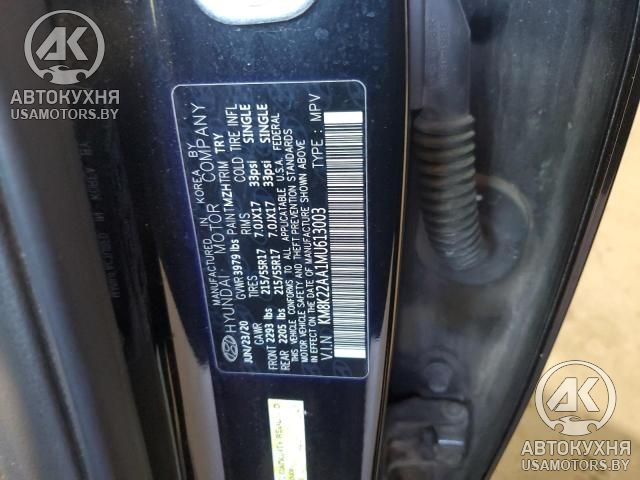 АВТОКУХНЯ
USAMOTORS.BY
MANUFACTURED IN KOREA BY
HYUNDAI MOTOR COMPANY
JUN/23/20 GVWR 3979 lbs PAINT MZH TRIM TRY
GAWR TIRES RIMS COLD TIRE INFL
FRONT 2293 lbs 215/55R17 7.0JX17 33psi SINGLE
REAR 2205 lbs 215/55R17 7.0JX17 33psi SINGLE
THIS VEHICLE CONFORMS TO ALL APPLICABLE U.S.A. FEDERAL
MOTOR VEHICLE SAFETY, BUMPER, AND THEFT PREVENTION STANDARDS
IN EFFECT ON THE DATE OF MANUFACTURE SHOWN ABOVE
V.I.N: KM8K22AA1MU613003 TYPE: MPV
АВТОКУХНЯ
USAMOTORS.BY